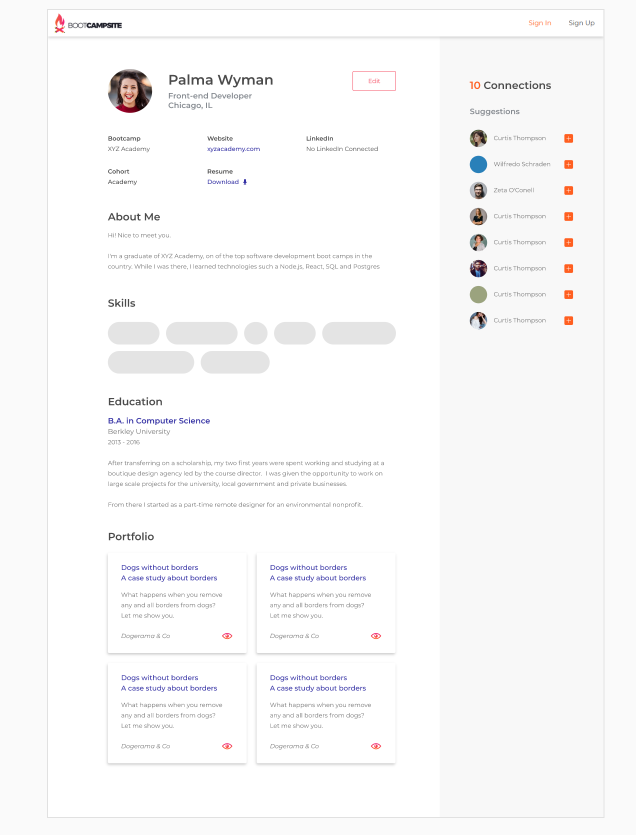 BOOTCAMPSITE
Sign In
Sign Up
Palma Wyman
Front-end Developer
Chicago, IL
Edit
Bootcamp
XYZ Academy
Website
xyzacademy.com
LinkedIn
No LinkedIn Connected
Cohort
Academy
Resume
Download
About Me
Hi! Nice to meet you.
I'm a graduate of XYZ Academy, on of the top software development boot camps in the
country. While I was there, I learned technologies such a Node.js, React, SQL and Postgres
Skills
Education
B.A. in Computer Science
Berkley University
2013 - 2016
After transferring on a scholarship, my two first years were spent working and studying at a
boutique design agency led by the course director. I was given the opportunity to work on
large scale projects for the university, local government and private businesses.
From there I started as a part-time remote designer for an environmental nonprofit.
Portfolio
Dogs without borders
A case study about borders
What happens when you remove
any and all borders from dogs?
Let me show you.
Dogerama & Co
Dogs without borders
A case study about borders
What happens when you remove
any and all borders from dogs?
Let me show you.
Dogerama & Co
Dogs without borders
A case study about borders
What happens when you remove
any and all borders from dogs?
Let me show you.
Dogerama & Co
Dogs without borders
A case study about borders
What happens when you remove
any and all borders from dogs?
Let me show you.
Dogerama & Co
10 Connections
Suggestions
Curtis Thompson
Wilfredo Schraden
Zeta O'Conell
Curtis Thompson
Curtis Thompson
Curtis Thompson
Curtis Thompson
Curtis Thompson